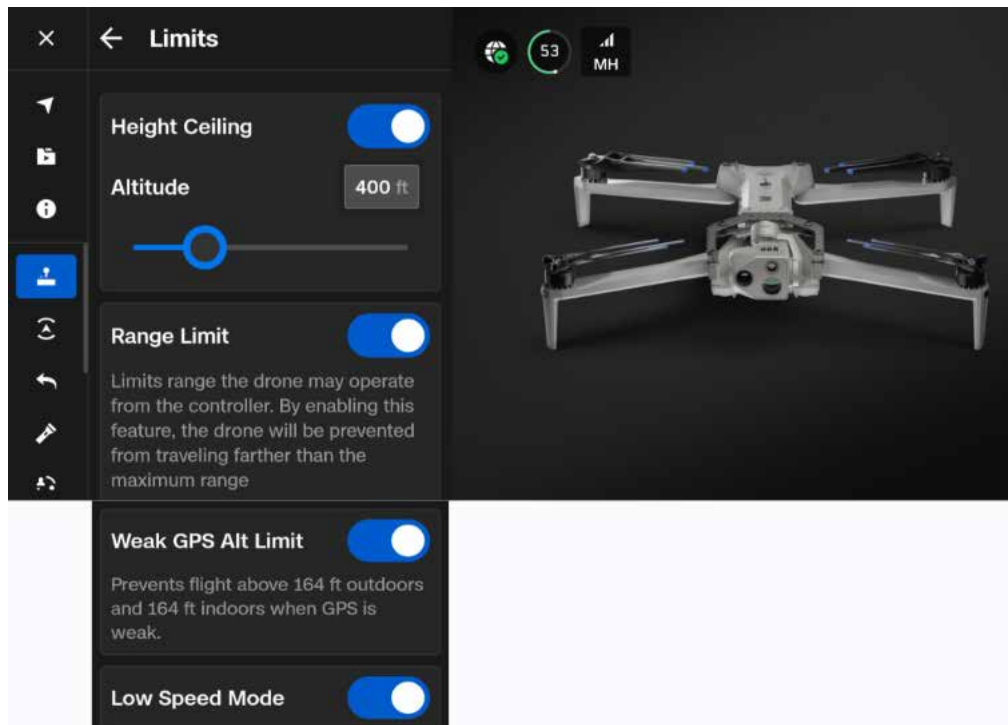 Limits
53
MH
Height Ceiling
Altitude
400 ft
Range Limit
Limits range the drone may operate
from the controller. By enabling this
feature, the drone will be prevented
from traveling farther than the
maximum range
Weak GPS Alt Limit
Prevents flight above 164 ft outdoors
and 164 ft indoors when GPS is
weak.
Low Speed Mode